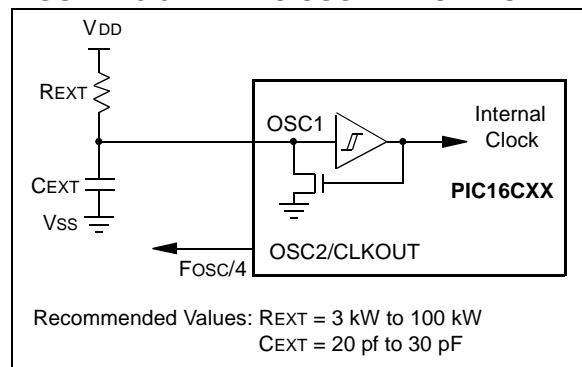 VDD
REXT
OSC1
Internal
Clock
CEXT
PIC16CXX
VSS
OSC2/CLKOUT
FOSC/4
Recommended Values: REXT = 3 kW to 100 kW
CEXT = 20 pf to 30 pF